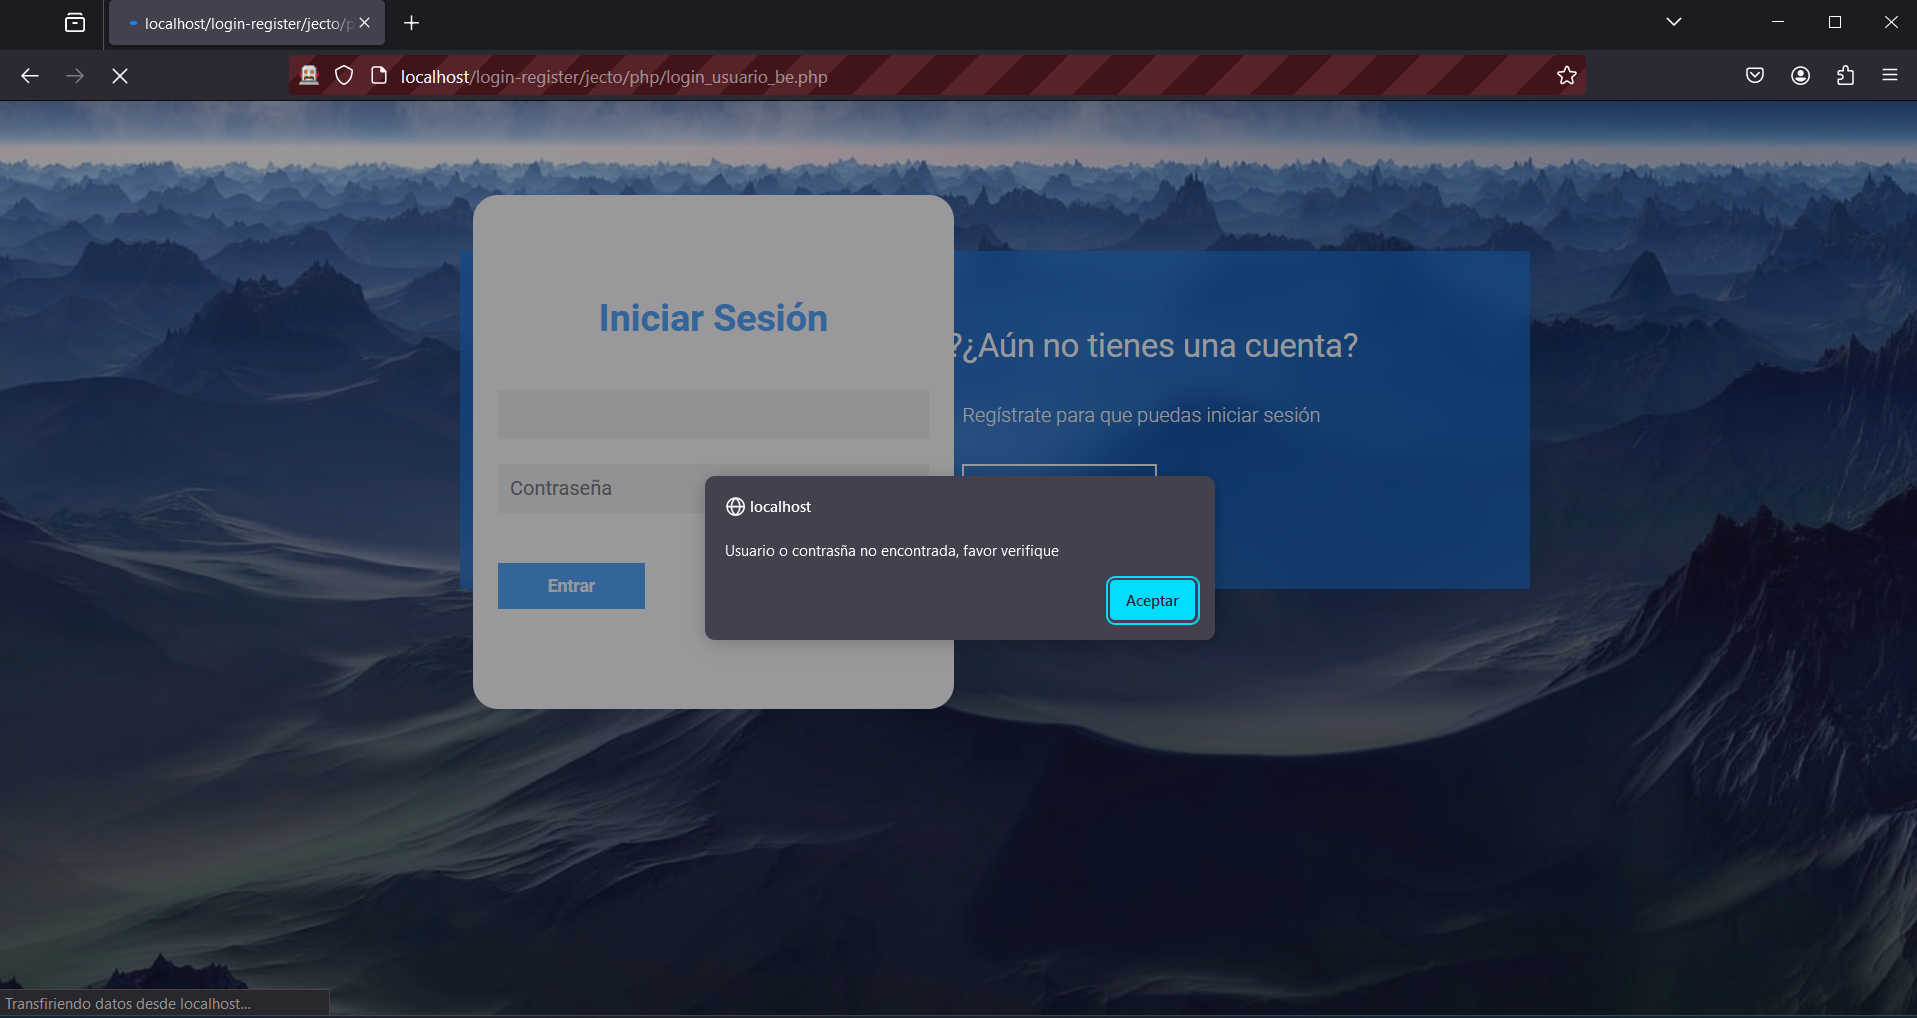 localhost/login-register/jecto/p
localhost/login-register/jecto/php/login_usuario_be.php
Iniciar Sesión
?¿Aún no tienes una cuenta?
Regístrate para que puedas iniciar sesión
Contraseña
Entrar
localhost
Usuario o contrasña no encontrada, favor verifique
Aceptar
Transfiriendo datos desde localhost...